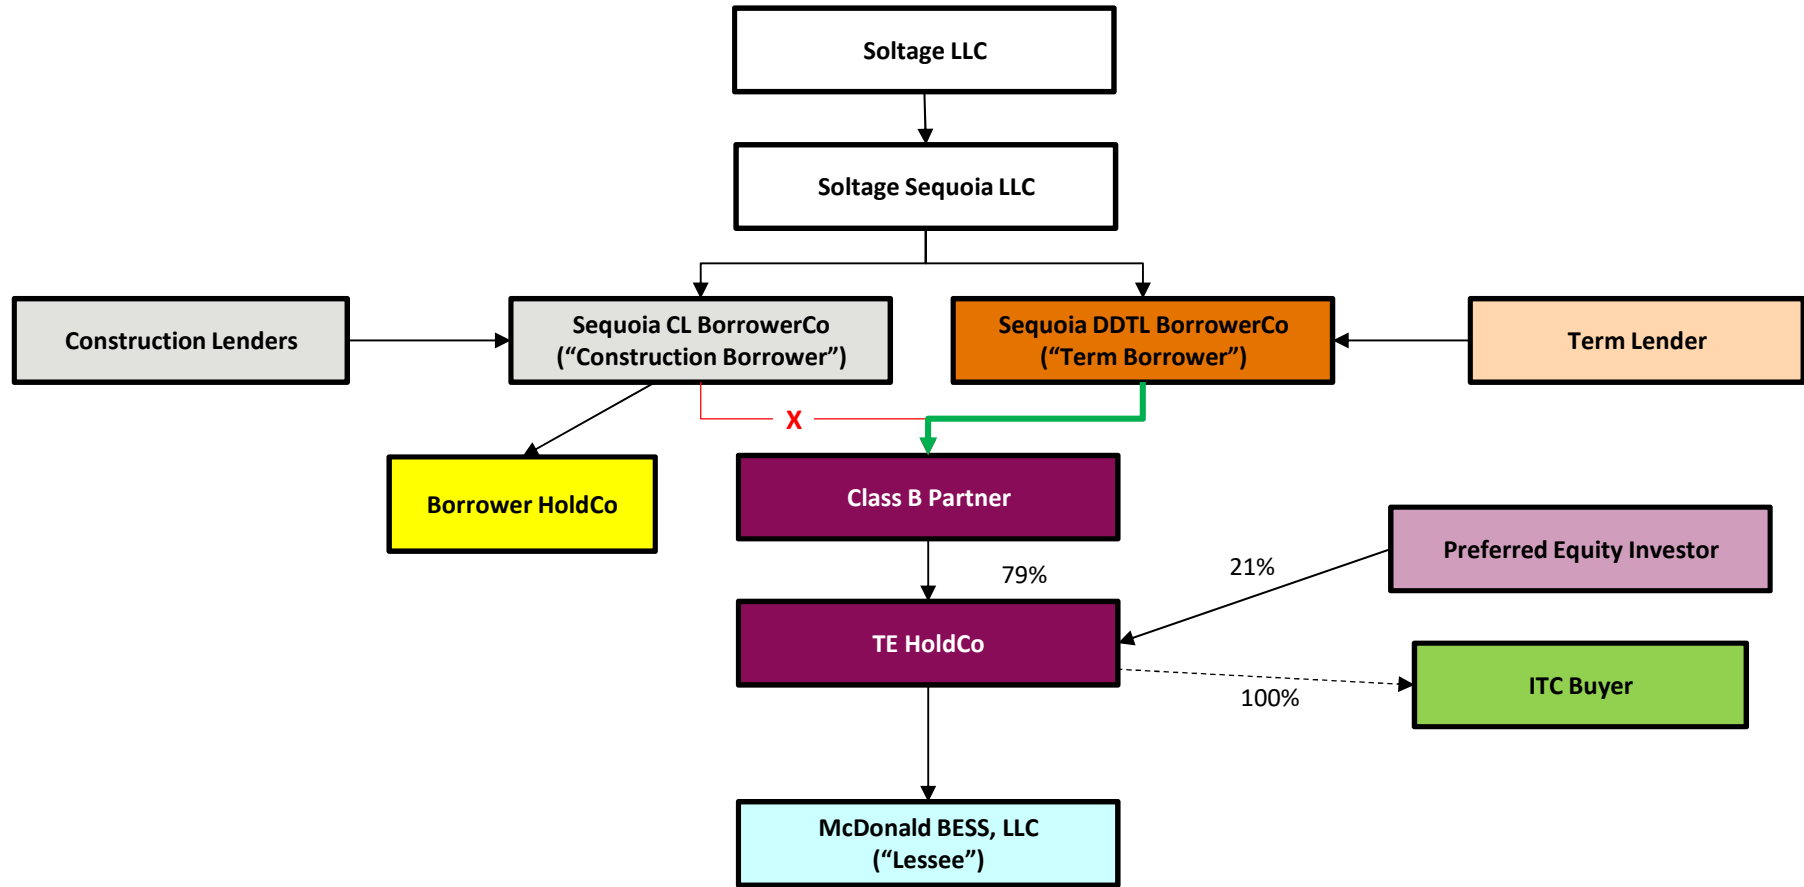 Soltage LLC
Soltage Sequoia LLC
Construction Lenders
Sequoia CL BorrowerCo
(“Construction Borrower”)
Sequoia DDTL BorrowerCo
(“Term Borrower”)
Term Lender
X
Borrower HoldCo
Class B Partner
Preferred Equity Investor
79%
21%
TE HoldCo
ITC Buyer
100%
McDonald BESS, LLC
(“Lessee”)